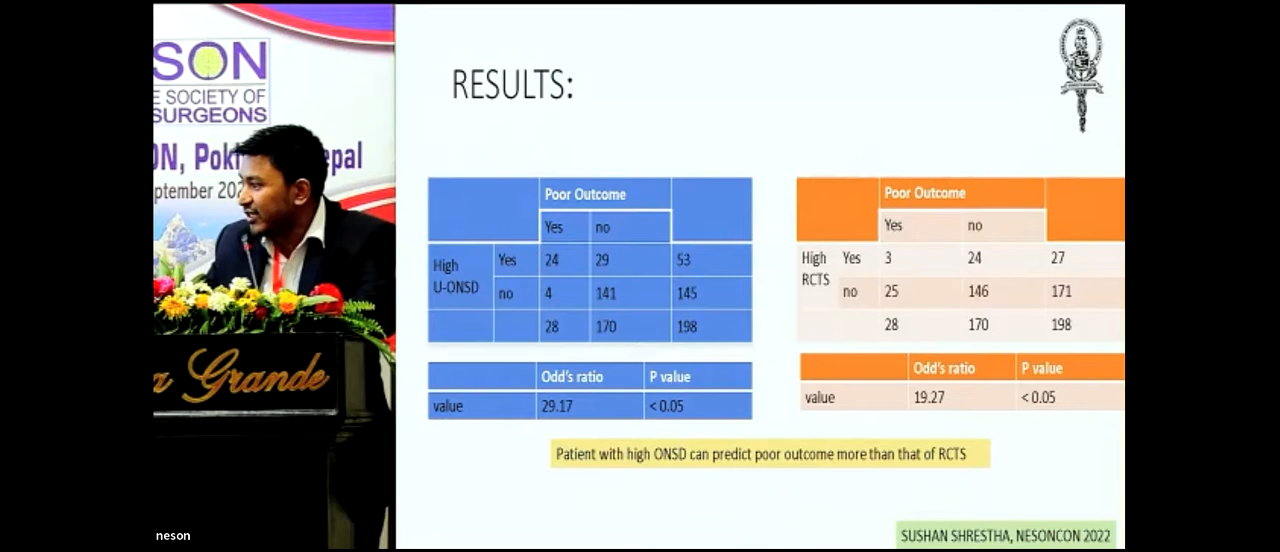 SON
E SOCIETY OF
SURGEONS
ON, Pok epal
eptember 202
a Grande
neson
RESULTS:
Poor Outcome
Yes no
High U-ONSD Yes 24 29 53
no 4 141 145
28 170 198
Odd's ratio P value
value 29.17 < 0.05
Poor Outcome
Yes no
High RCTS Yes 3 24 27
no 25 146 171
28 170 198
Odd's ratio P value
value 19.27 < 0.05
Patient with high ONSD can predict poor outcome more than that of RCTS
SUSHAN SHRESTHA, NESONCON 2022